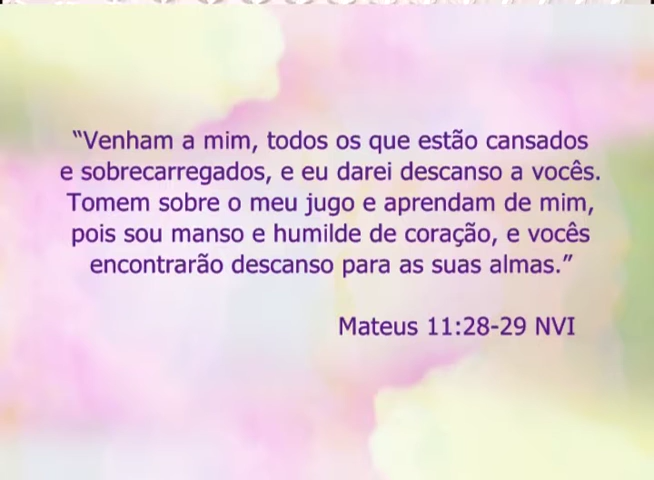 “Venham a mim, todos os que estão cansados
e sobrecarregados, e eu darei descanso a vocês.
Tomem sobre o meu jugo e aprendam de mim,
pois sou manso e humilde de coração, e vocês
encontrarão descanso para as suas almas.”
Mateus 11:28-29 NVI